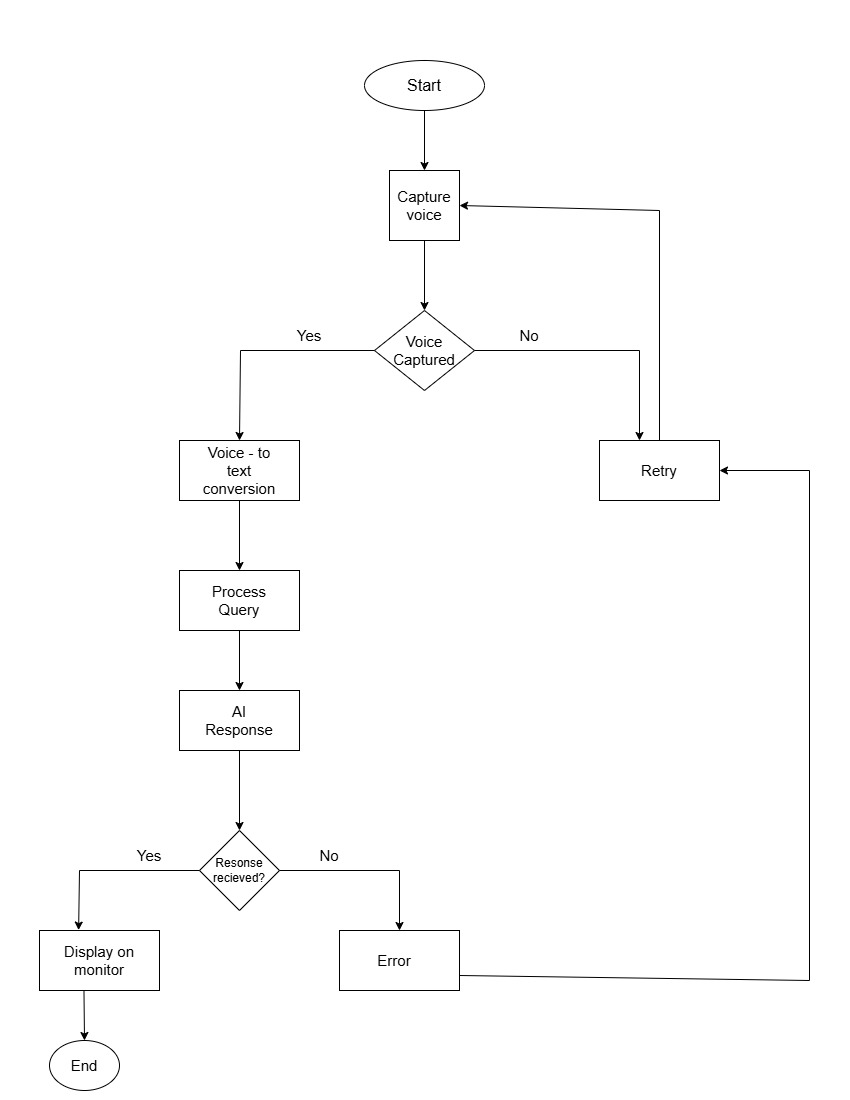 Start
Capture
voice
Yes
Voice
Captured
No
Voice - to
text
conversion
Retry
Process
Query
AI
Response
Yes
Resonse
recieved?
No
Display on
monitor
Error
End